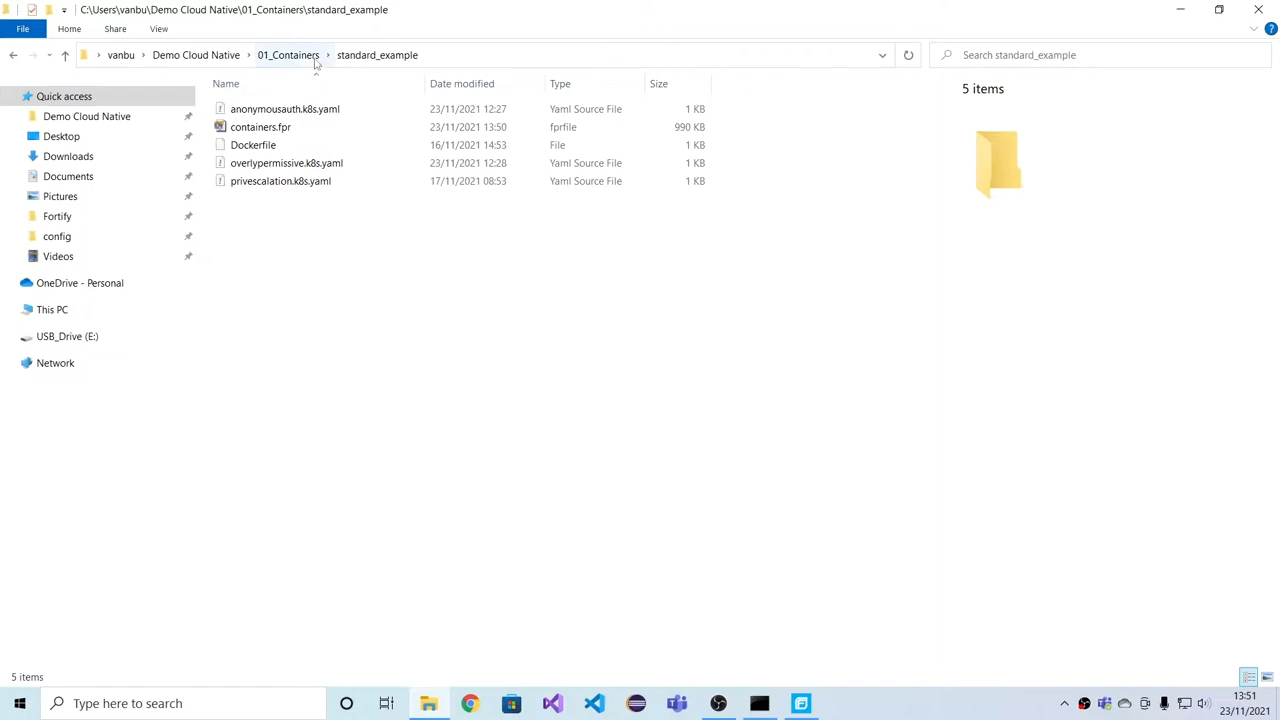 C:\Users\vanbu\Demo Cloud Native\01_Containers\standard_example
File Home Share View
vanbu Demo Cloud Native 01_Containers standard_example
Search standard_example
Name Date modified Type Size
anonymousauth.k8s.yaml 23/11/2021 12:27 Yaml Source File 1 KB
containers.fpr 23/11/2021 13:50 fprfile 990 KB
Dockerfile 16/11/2021 14:53 File 1 KB
overlypermissive.k8s.yaml 23/11/2021 12:28 Yaml Source File 1 KB
privescalation.k8s.yaml 17/11/2021 08:53 Yaml Source File 1 KB
Quick access
Demo Cloud Native
Desktop
Downloads
Documents
Pictures
Fortify
config
Videos
OneDrive - Personal
This PC
USB_Drive (E:)
Network
5 items
5 items
Type here to search
13:51
23/11/2021